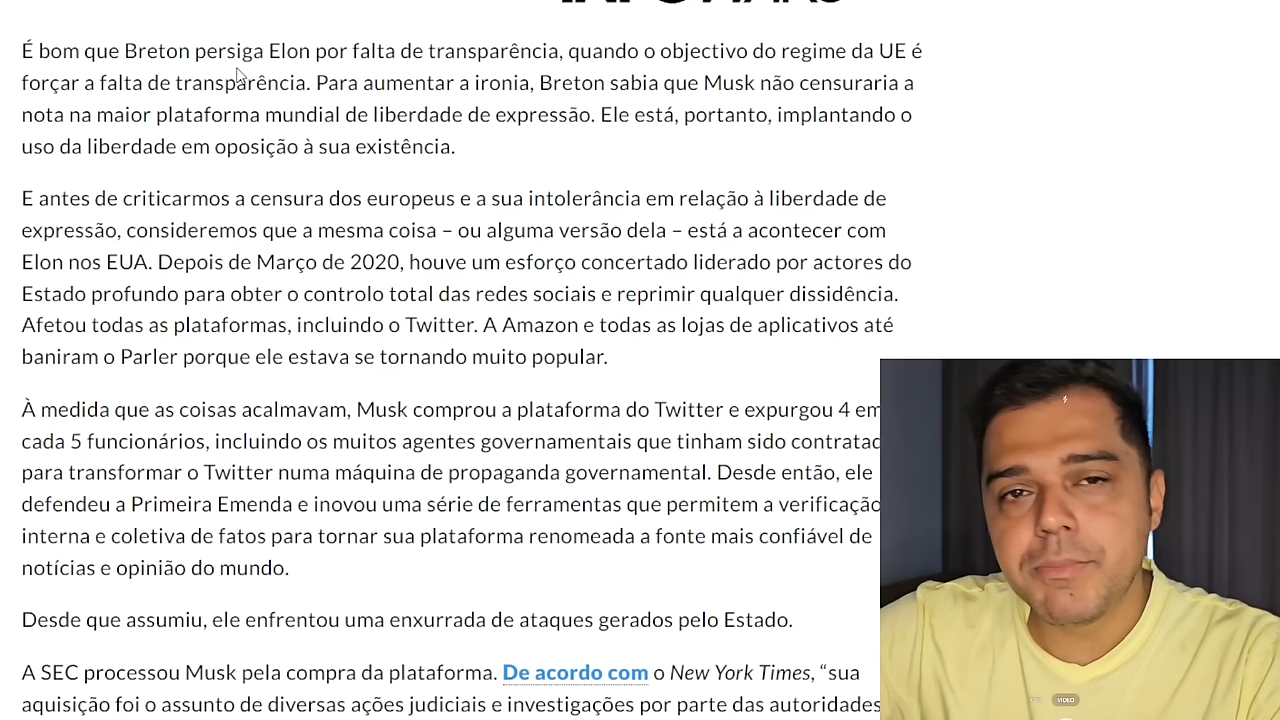 INFOWARS
É bom que Breton persiga Elon por falta de transparência, quando o objectivo do regime da UE é
forçar a falta de transparência. Para aumentar a ironia, Breton sabia que Musk não censuraria a
nota na maior plataforma mundial de liberdade de expressão. Ele está, portanto, implantando o
uso da liberdade em oposição à sua existência.
E antes de criticarmos a censura dos europeus e a sua intolerância em relação à liberdade de
expressão, consideremos que a mesma coisa – ou alguma versão dela – está a acontecer com
Elon nos EUA. Depois de Março de 2020, houve um esforço concertado liderado por actores do
Estado profundo para obter o controlo total das redes sociais e reprimir qualquer dissidência.
Afetou todas as plataformas, incluindo o Twitter. A Amazon e todas as lojas de aplicativos até
baniram o Parler porque ele estava se tornando muito popular.
À medida que as coisas acalmavam, Musk comprou a plataforma do Twitter e expurgou 4 em
cada 5 funcionários, incluindo os muitos agentes governamentais que tinham sido contratad
para transformar o Twitter numa máquina de propaganda governamental. Desde então, ele
defendeu a Primeira Emenda e inovou uma série de ferramentas que permitem a verificação
interna e coletiva de fatos para tornar sua plataforma renomeada a fonte mais confiável de
notícias e opinião do mundo.
Desde que assumiu, ele enfrentou uma enxurrada de ataques gerados pelo Estado.
A SEC processou Musk pela compra da plataforma. De acordo com o New York Times, “sua
aquisição foi o assunto de diversas ações judiciais e investigações por parte das autoridades
VÍDEO